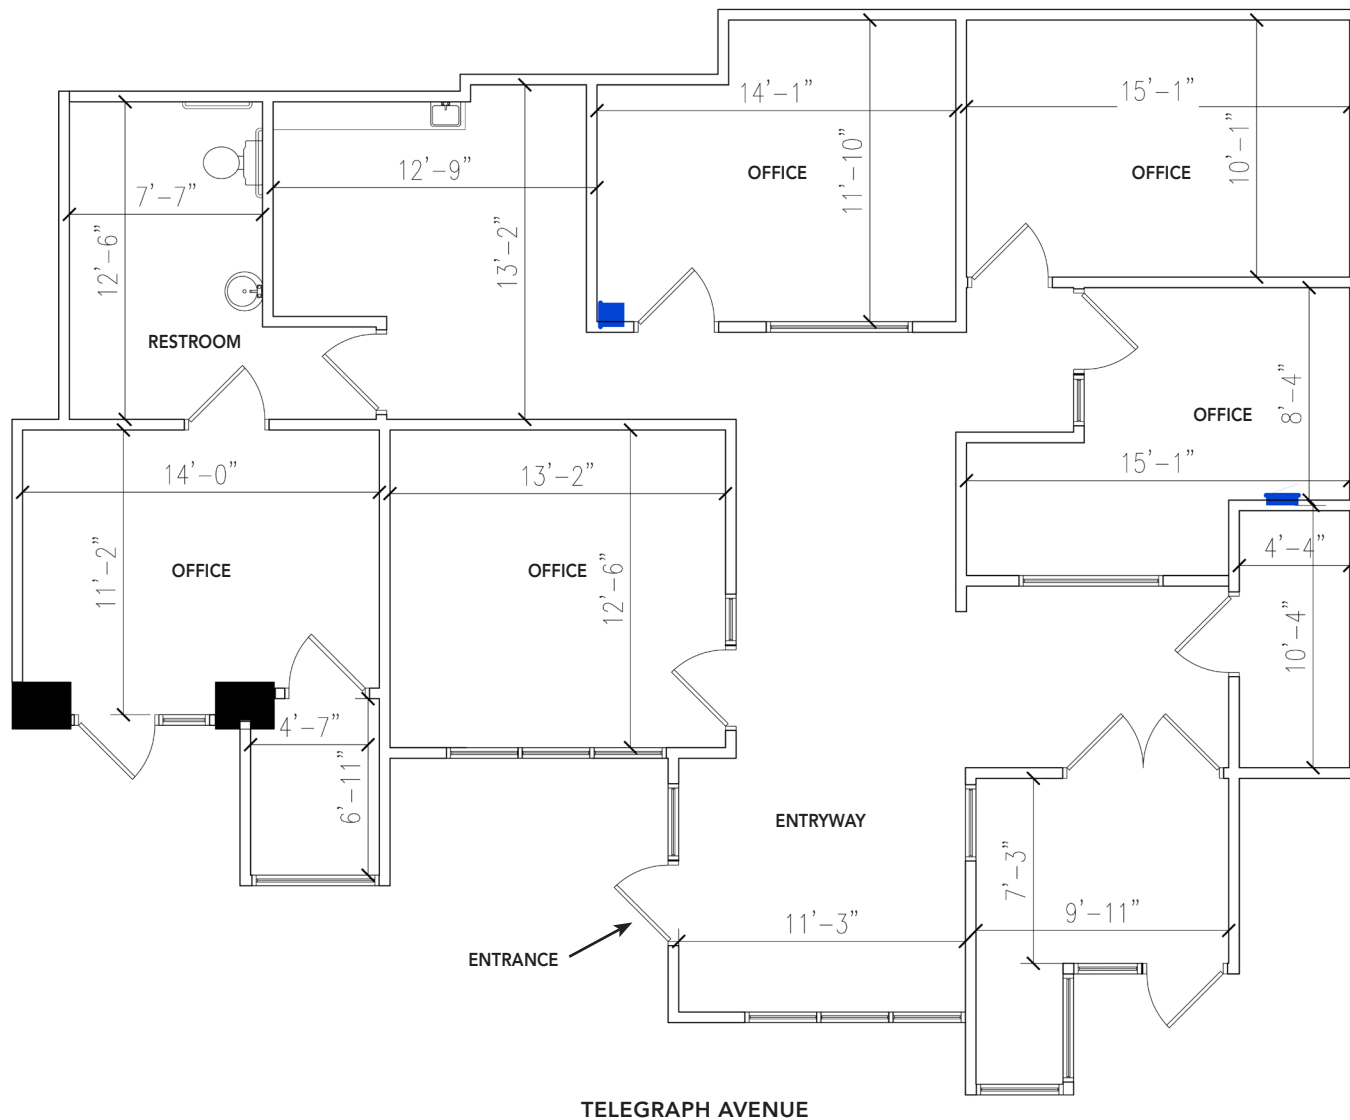 14’–1”
15’–1”
11’–10”
10’–1”
OFFICE
OFFICE
12’–9”
7’–7”
12’–6”
13’–2”
RESTROOM
8’–4”
OFFICE
15’–1”
14’–0”
13’–2”
11’–2”
OFFICE
OFFICE
12’–6”
4’–4”
10’–4”
4’–7”
6’–11”
ENTRYWAY
7’–3”
9’–11”
11’–3”
ENTRANCE
TELEGRAPH AVENUE